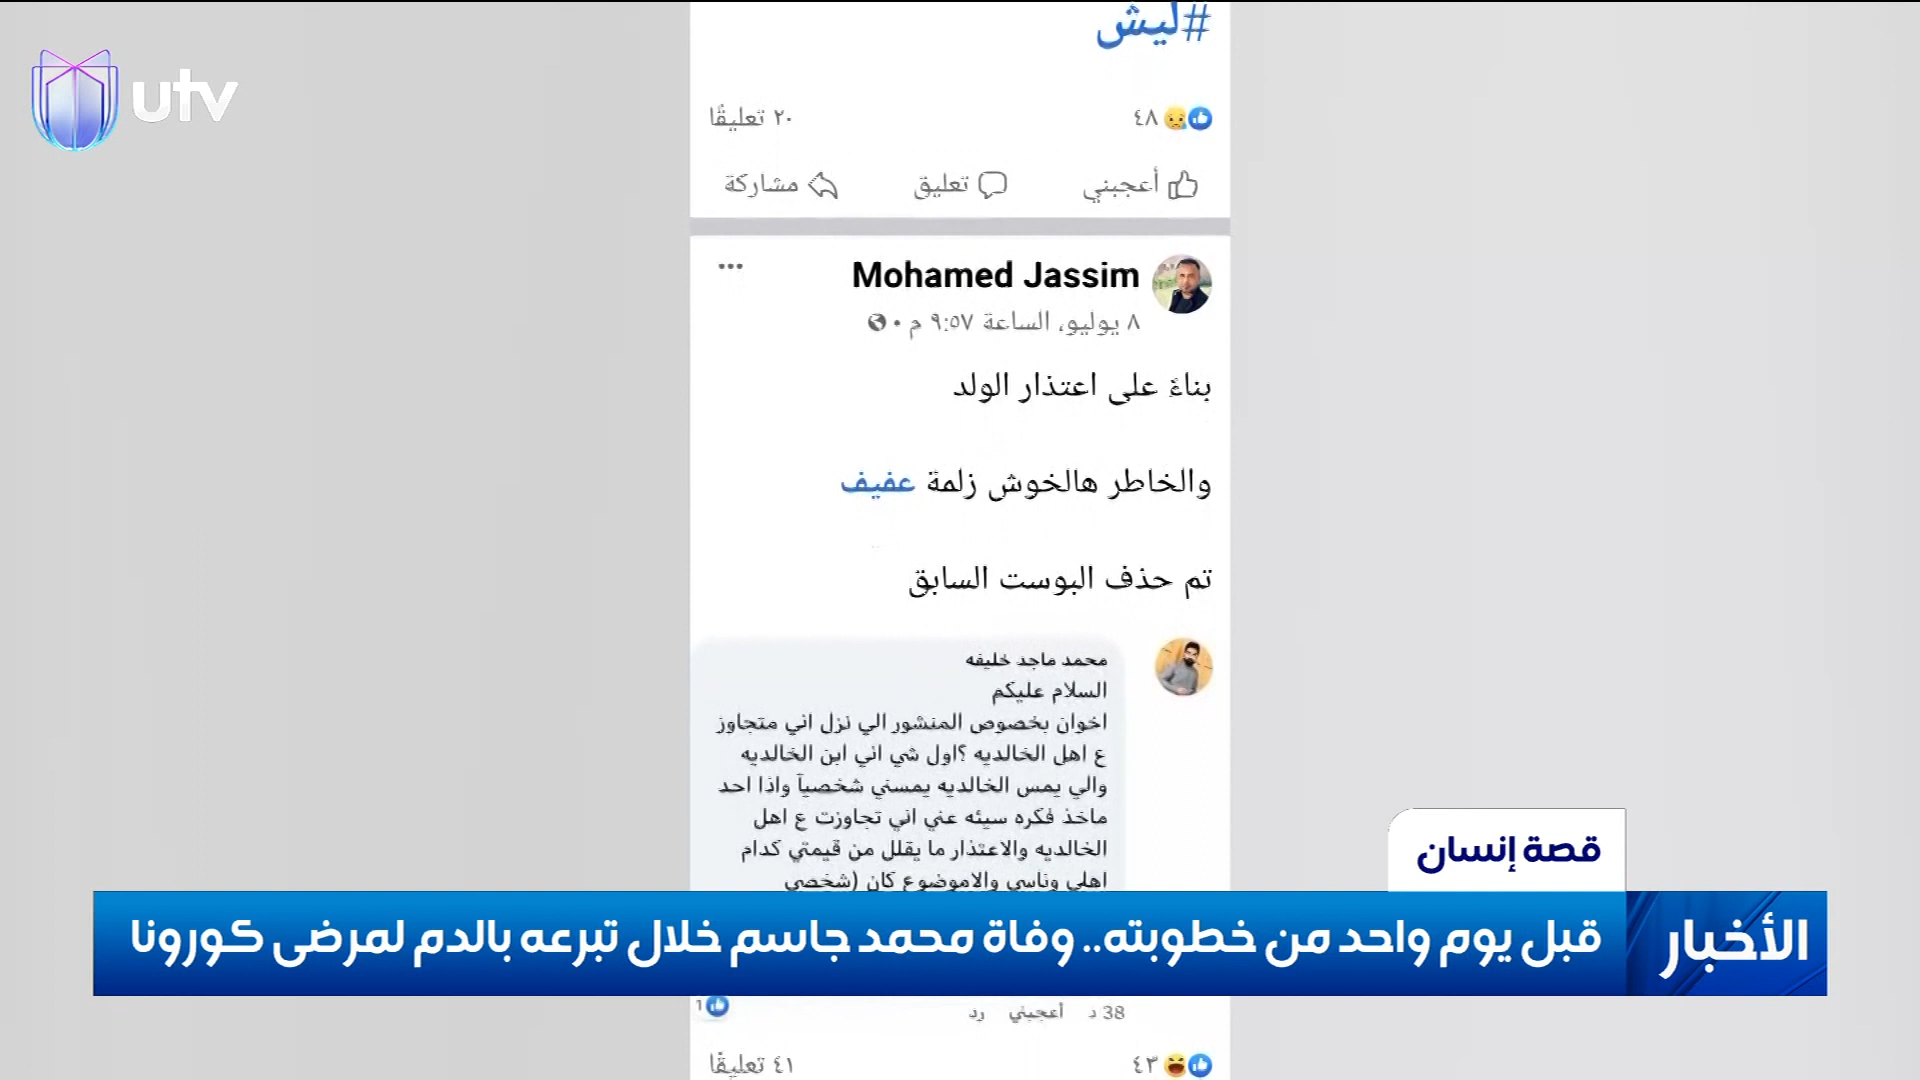 utv
#ليش
٤٨
٢٠ تعليقًا
أعجبني تعليق مشاركة
Mohamed Jassim
٨ يوليو، الساعة ٩:٥٧ م •
بناءً على اعتذار الولد
والخاطر هالخوش زلمة عفيف
تم حذف البوست السابق
محمد ماجد خليفه
السلام عليكم
اخوان بخصوص المنشور الي نزل اني متجاوز
ع اهل الخالديه ؟اول شي اني ابن الخالديه
والي يمس الخالديه يمسني شخصيآ واذا احد
ماخذ فكره سيئه عني اني تجاوزت ع اهل
الخالديه والاعتذار ما يقلل من قيمتي كدام
اهلي وناسي والاموضوع كان (شخصي
قصة إنسان
الأخبار
قبل يوم واحد من خطوبته.. وفاة محمد جاسم خلال تبرعه بالدم لمرضى كورونا
38 د أعجبني رد
1
٤٣
٤١ تعليقًا